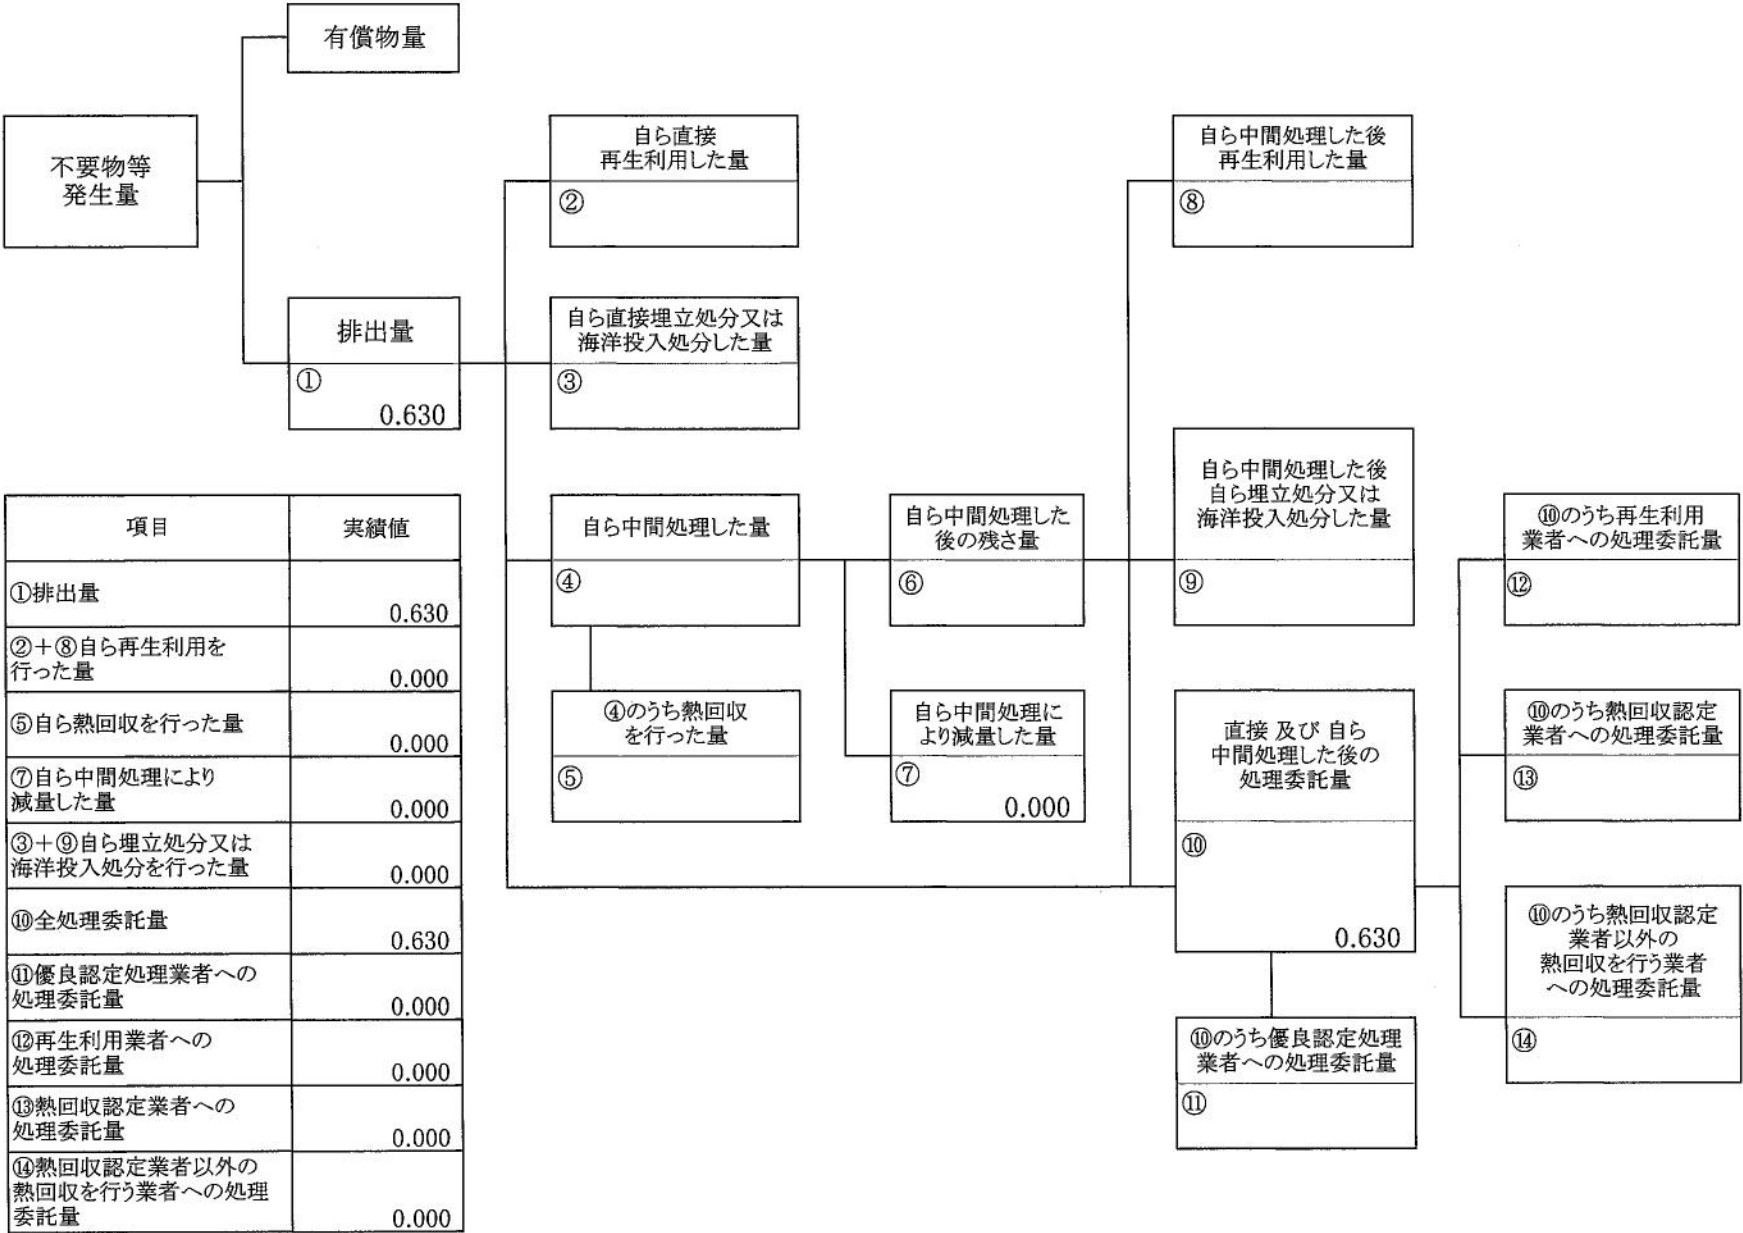 有償物量
不要物等
発生量
自ら直接
再生利用した量
②
自ら中間処理した後
再生利用した量
⑧
排出量
①
0.630
自ら直接埋立処分又は
海洋投入処分した量
③
自ら中間処理した量
④
自ら中間処理した
後の残さ量
⑥
自ら中間処理した後
自ら埋立処分又は
海洋投入処分した量
⑨
⑩のうち再生利用
業者への処理委託量
⑫
④のうち熱回収
を行った量
⑤
自ら中間処理に
より減量した量
⑦
0.000
直接 及び 自ら
中間処理した後の
処理委託量
⑩
0.630
⑩のうち熱回収認定
業者への処理委託量
⑬
⑩のうち熱回収認定
業者以外の
熱回収を行う業者
への処理委託量
⑭
⑩のうち優良認定処理
業者への処理委託量
⑪
項目 実績値
①排出量
0.630
②＋⑧自ら再生利用を
行った量
0.000
⑤自ら熱回収を行った量
0.000
⑦自ら中間処理により
減量した量
0.000
③＋⑨自ら埋立処分又は
海洋投入処分を行った量
0.000
⑩全処理委託量
0.630
⑪優良認定処理業者への
処理委託量
0.000
⑫再生利用業者への
処理委託量
0.000
⑬熱回収認定業者への
処理委託量
0.000
⑭熱回収認定業者以外の
熱回収を行う業者への処理
委託量
0.000